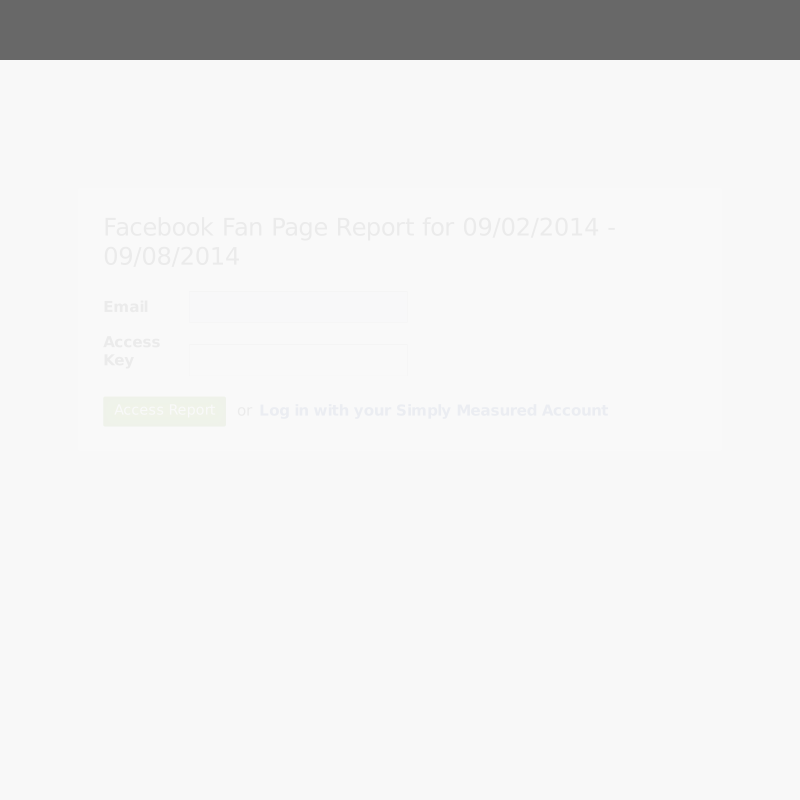 Facebook Fan Page Report for 09/02/2014 -
09/08/2014
Email
Access
Key
Access Report or Log in with your Simply Measured Account